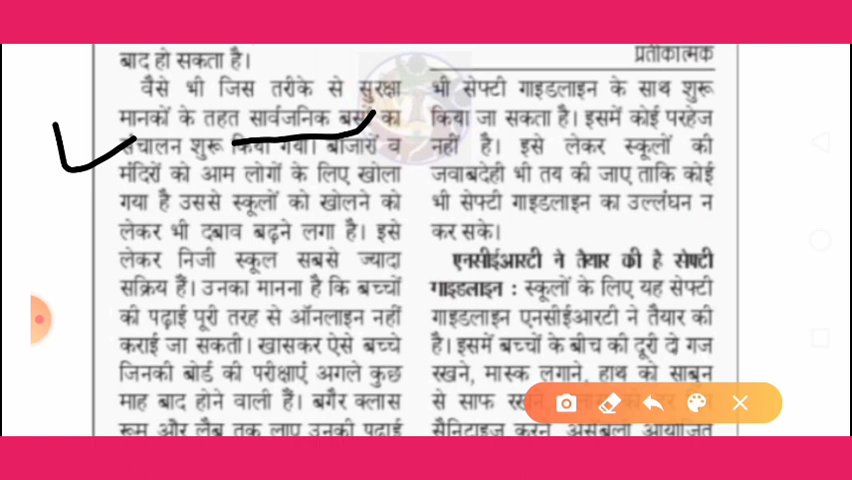 बाद हो सकता है।
वैसे भी जिस तरीके से सुरक्षा
मानकों के तहत सार्वजनिक बसों का
संचालन शुरू किया गया। बाजारों व
मंदिरों को आम लोगों के लिए खोला
गया है उससे स्कूलों को खोलने को
लेकर भी दबाव बढ़ने लगा है। इसे
लेकर निजी स्कूल सबसे ज्यादा
सक्रिय हैं। उनका मानना है कि बच्चों
की पढ़ाई पूरी तरह से ऑनलाइन नहीं
कराई जा सकती। खासकर ऐसे बच्चे
जिनकी बोर्ड की परीक्षाएं अगले कुछ
माह बाद होने वाली हैं। बगैर क्लास
रूम और लैब तक लाए उनकी पढ़ाई
प्रतीकात्मक
भी सेफ्टी गाइडलाइन के साथ शुरू
किया जा सकता है। इसमें कोई परहेज
नहीं है। इसे लेकर स्कूलों की
जवाबदेही भी तय की जाए ताकि कोई
भी सेफ्टी गाइडलाइन का उल्लंघन न
कर सके।
एनसीईआरटी ने तैयार की है सेफ्टी
गाइडलाइन : स्कूलों के लिए यह सेफ्टी
गाइडलाइन एनसीईआरटी ने तैयार की
है। इसमें बच्चों के बीच की दूरी दो गज
रखने, मास्क लगाने, हाथ को साबुन
से साफ
सैनिटाइज करने, असेंबली आयोजित